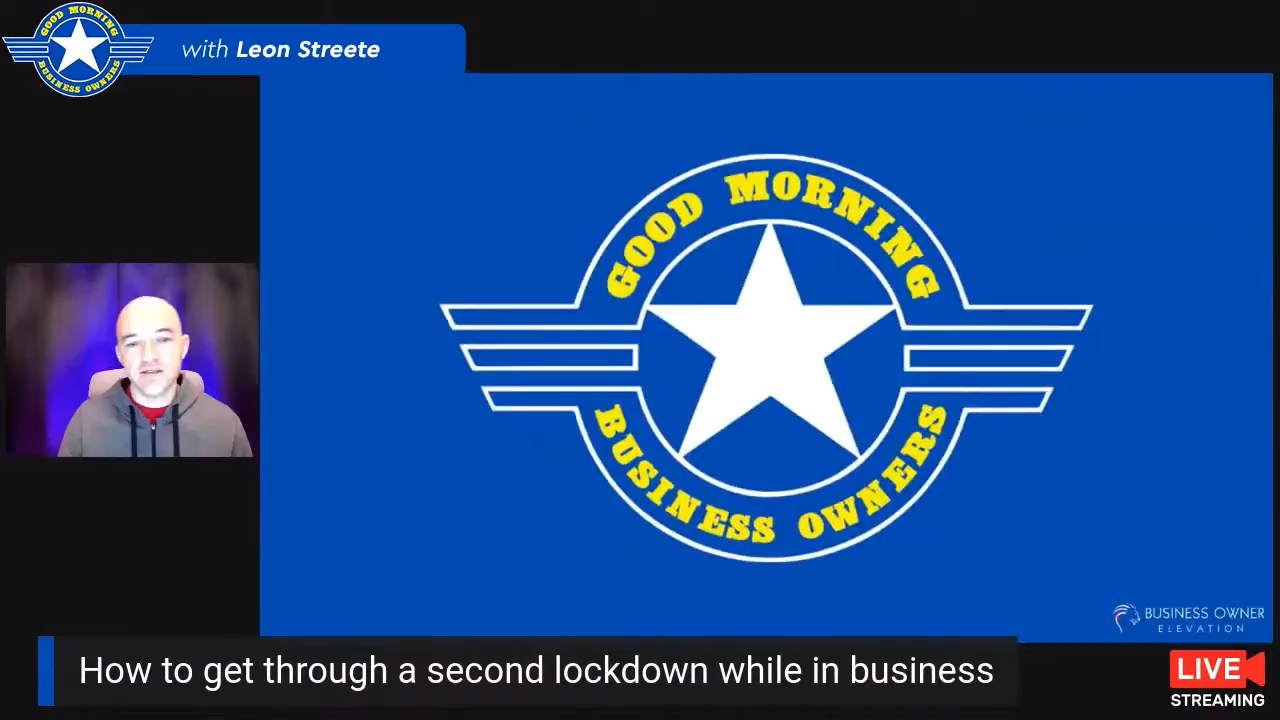 GOOD MORNING
BUSINESS OWNERS
with Leon Streete
GOOD MORNING
BUSINESS OWNERS
BUSINESS OWNER
ELEVATION
How to get through a second lockdown while in business
LIVE
STREAMING